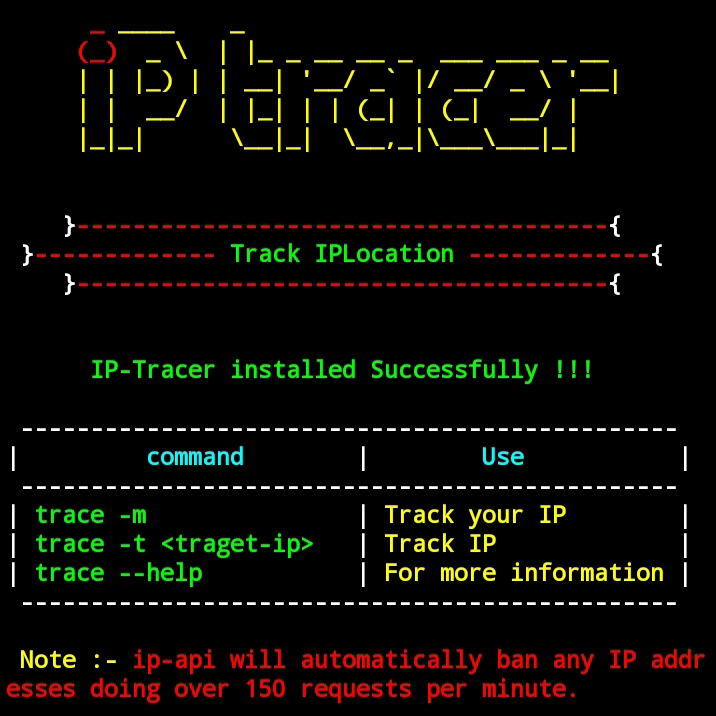 iP tracer
}--------------------------------------{
}------------- Track IPLocation -------------{
}--------------------------------------{
IP-Tracer installed Successfully !!!
-----------------------------------------------
| command | Use |
-----------------------------------------------
| trace -m | Track your IP |
| trace -t <traget-ip> | Track IP |
| trace --help | For more information |
-----------------------------------------------
Note :- ip-api will automatically ban any IP addr
esses doing over 150 requests per minute.